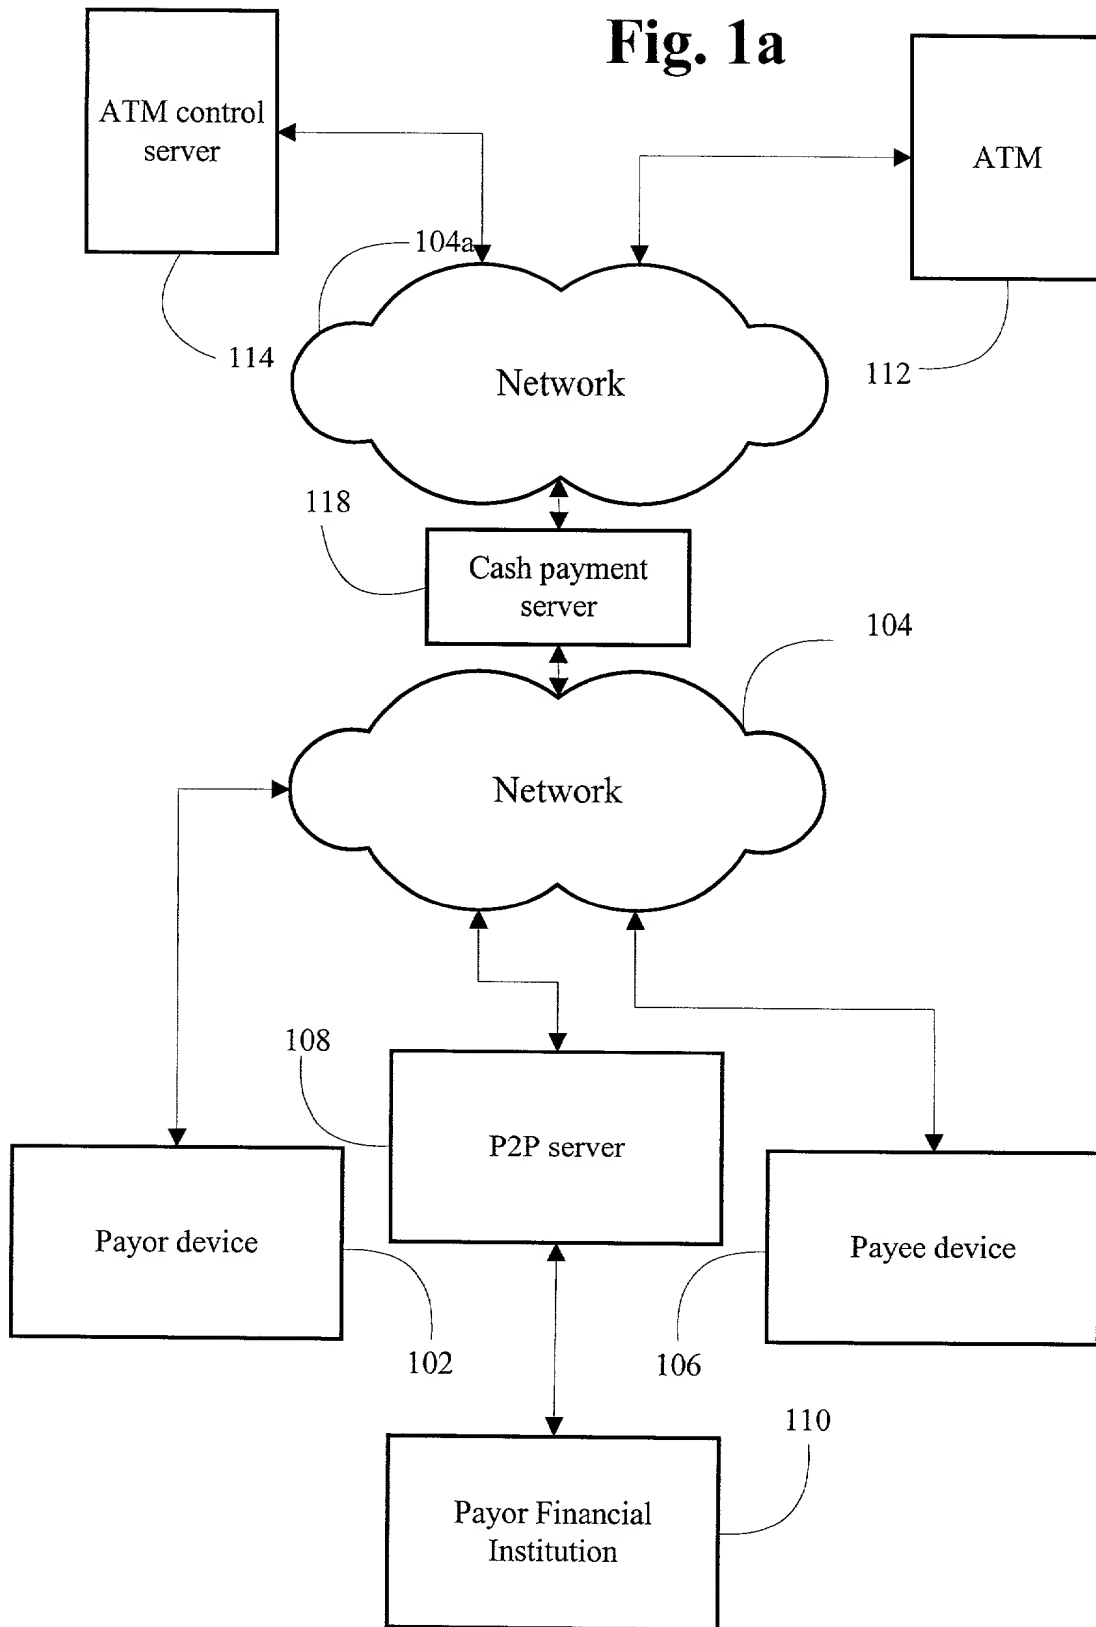 Fig. 1a
ATM control
server
ATM
104a
114
112
Network
118
Cash payment
server
104
Network
108
P2P server
Payor device
Payee device
102
106
110
Payor Financial
Institution